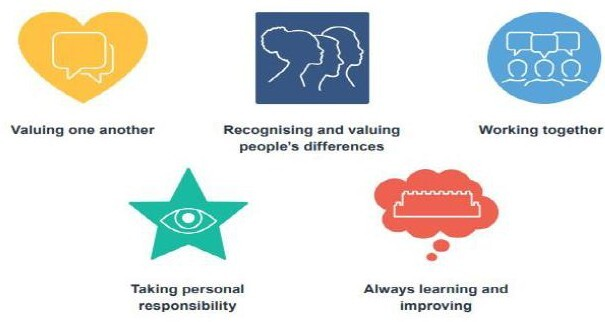 Valuing one another
Recognising and valuing
people's differences
Working together
Taking personal
responsibility
Always learning and
improving